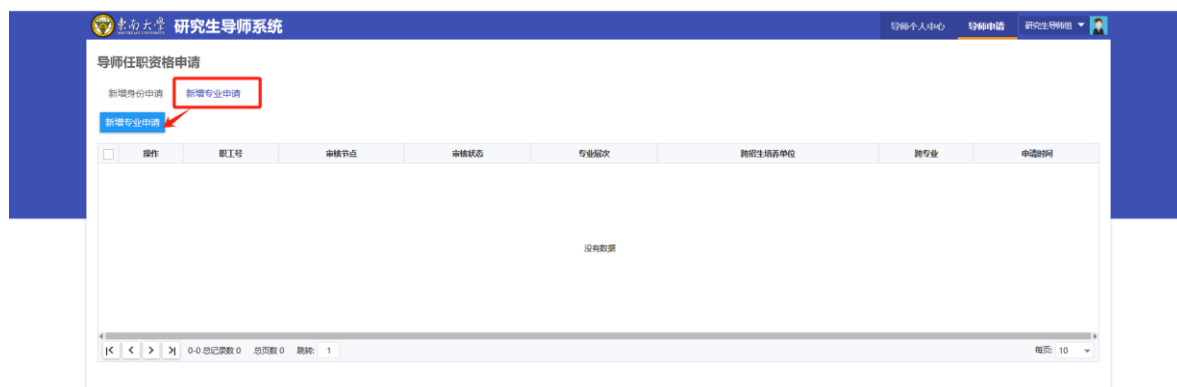 東南大學 研究生导师系统 导师个人中心 导师申请 研究生导师组
SOUTHEAST UNIVERSITY
导师任职资格申请
新增身份申请 新增专业申请
新增专业申请
操作 职工号 审核节点 审核状态 专业层次 跨招生培养单位 跨专业 申请时间
没有数据
0-0 总记录数 0 总页数 0 跳转: 1 每页: 10